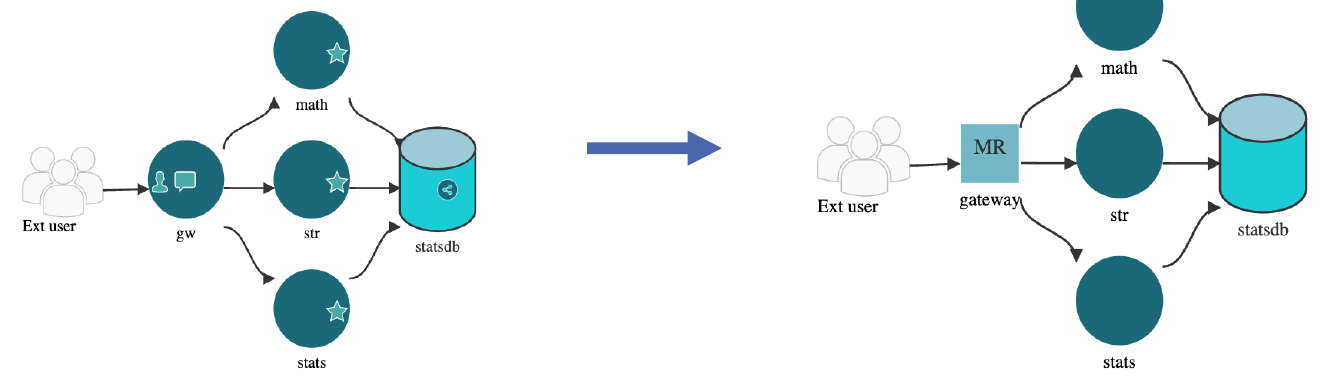 math
Ext user
gw
str
statsdb
stats
math
MR
Ext user
gateway
str
statsdb
stats